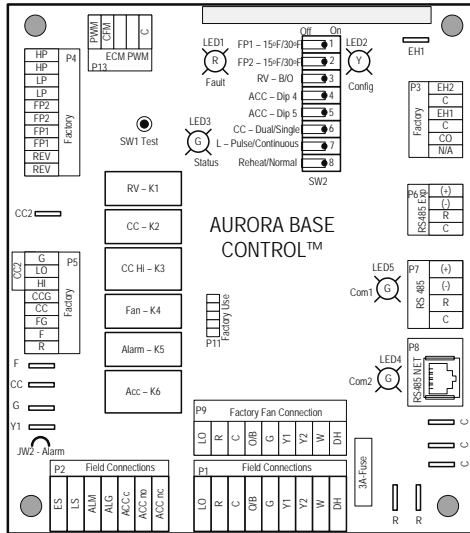 PWM
CFM
C
ECM PWM
P13
LED1
R
Fault
Off On
FP1 – 15ºF/30ºF 1
FP2 – 15ºF/30ºF 2
RV – B/O 3
ACC – Dip 4 4
ACC – Dip 5 5
CC – Dual/Single 6
L – Pulse/Continuous 7
Reheat/Normal 8
SW2
LED2
Y
Config
EH1
P4
HP
HP
LP
LP
FP2
FP2
FP1
FP1
REV
REV
Factory
SW1 Test
LED3
G
Status
P3
EH2
C
EH1
C
CO
N/A
Factory
P6
RS485 Exp
(+)
(-)
R
C
CC2
RV – K1
CC – K2
CC Hi – K3
Fan – K4
Alarm – K5
Acc – K6
AURORA BASE
CONTROL™
P5
CC2
G
LO
HI
CCG
CC
FG
F
R
Factory
P11
Factory Use
LED5
Com1
G
P7
RS 485
(+)
(-)
R
C
LED4
Com2
G
P8
RS485 NET
F
CC
G
Y1
JW2 - Alarm
P9
Factory Fan Connection
LO
R
C
O/B
G
Y1
Y2
W
DH
P2
Field Connections
ES
LS
ALM
ALG
ACC c
ACC no
ACC nc
P1
Field Connections
LO
R
C
O/B
G
Y1
Y2
W
DH
3A-Fuse
C
C
C
R
R